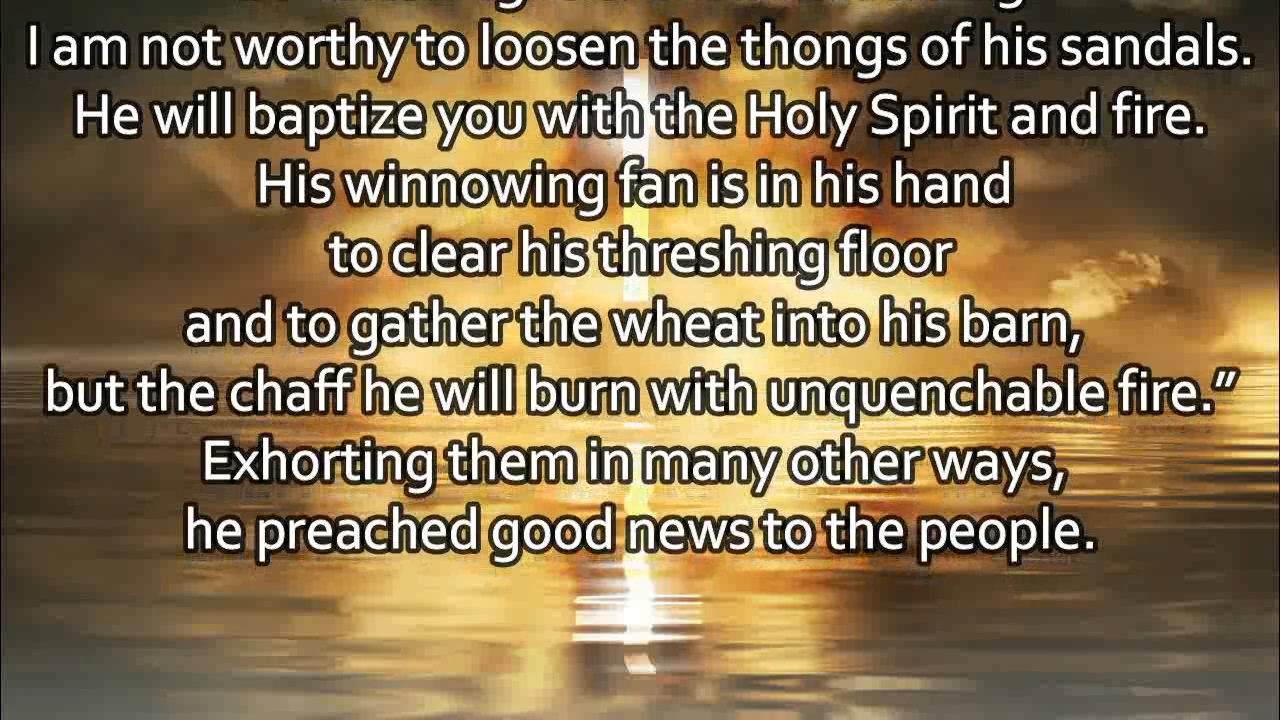 I am not worthy to loosen the thongs of his sandals.
He will baptize you with the Holy Spirit and fire.
His winnowing fan is in his hand
to clear his threshing floor
and to gather the wheat into his barn,
but the chaff he will burn with unquenchable fire.”
Exhorting them in many other ways,
he preached good news to the people.